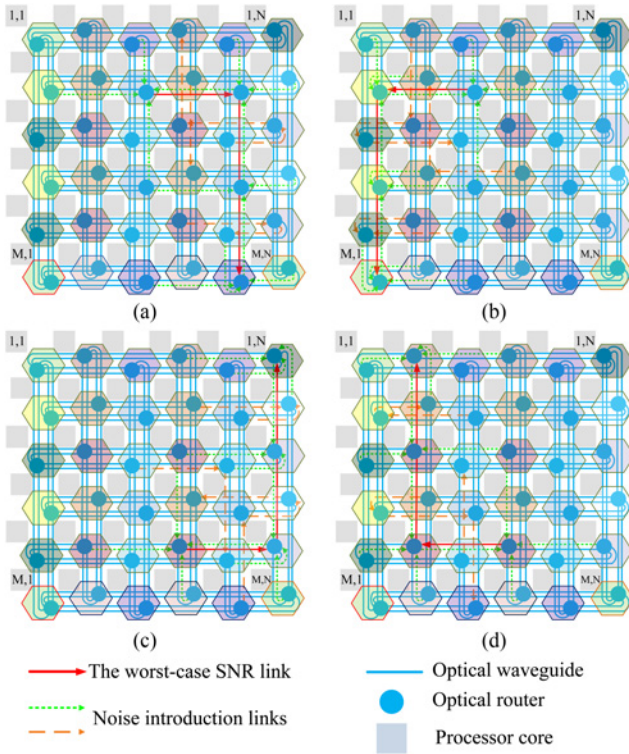 1,1 1,N 1,1 1,N
M,1 M,N M,1 M,N
(a) (b)
1,1 1,N 1,1 1,N
M,1 M,N M,1 M,N
(c) (d)
The worst-case SNR link
Noise introduction links
Optical waveguide
Optical router
Processor core